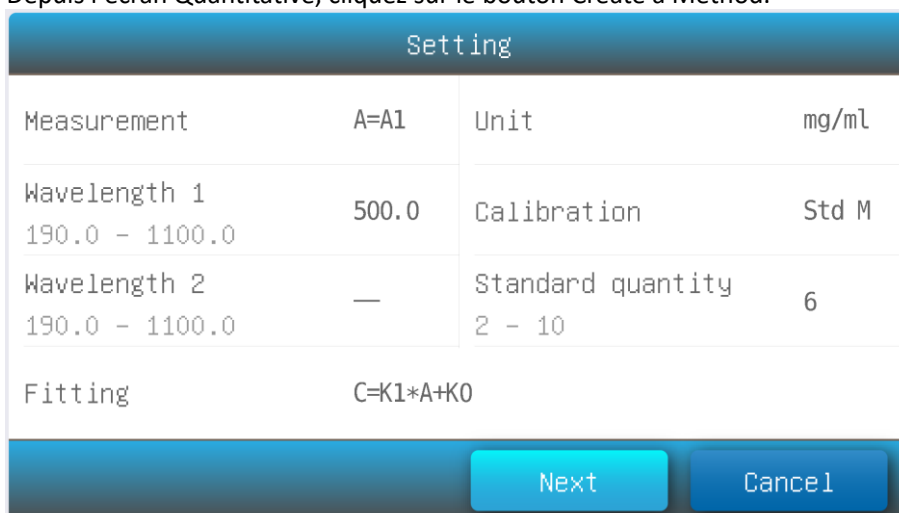 Depuis l'écran Quantitative, cliquez sur le bouton Create a Method.
Setting
Measurement A=A1 Unit mg/ml
Wavelength 1
190.0 - 1100.0
500.0 Calibration Std M
Wavelength 2
190.0 - 1100.0
— Standard quantity
2 - 10
6
Fitting C=K1*A+K0
Next Cancel